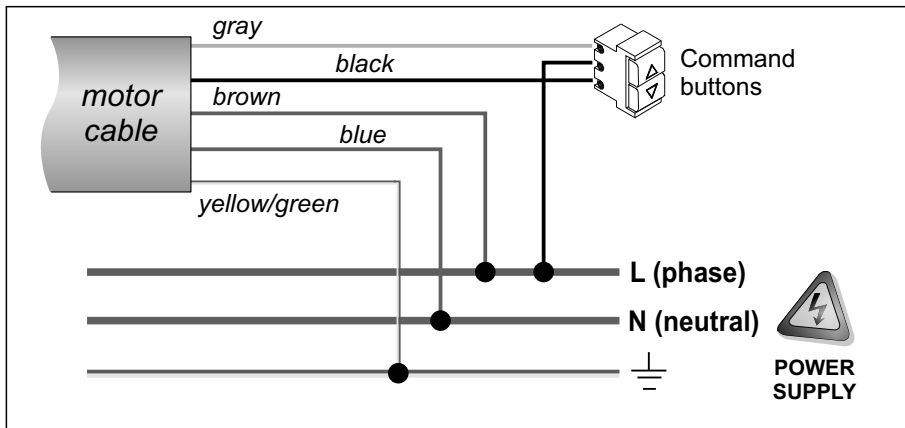 gray
black
Command
buttons
motor
cable
brown
blue
yellow/green
L (phase)
N (neutral)
POWER
SUPPLY